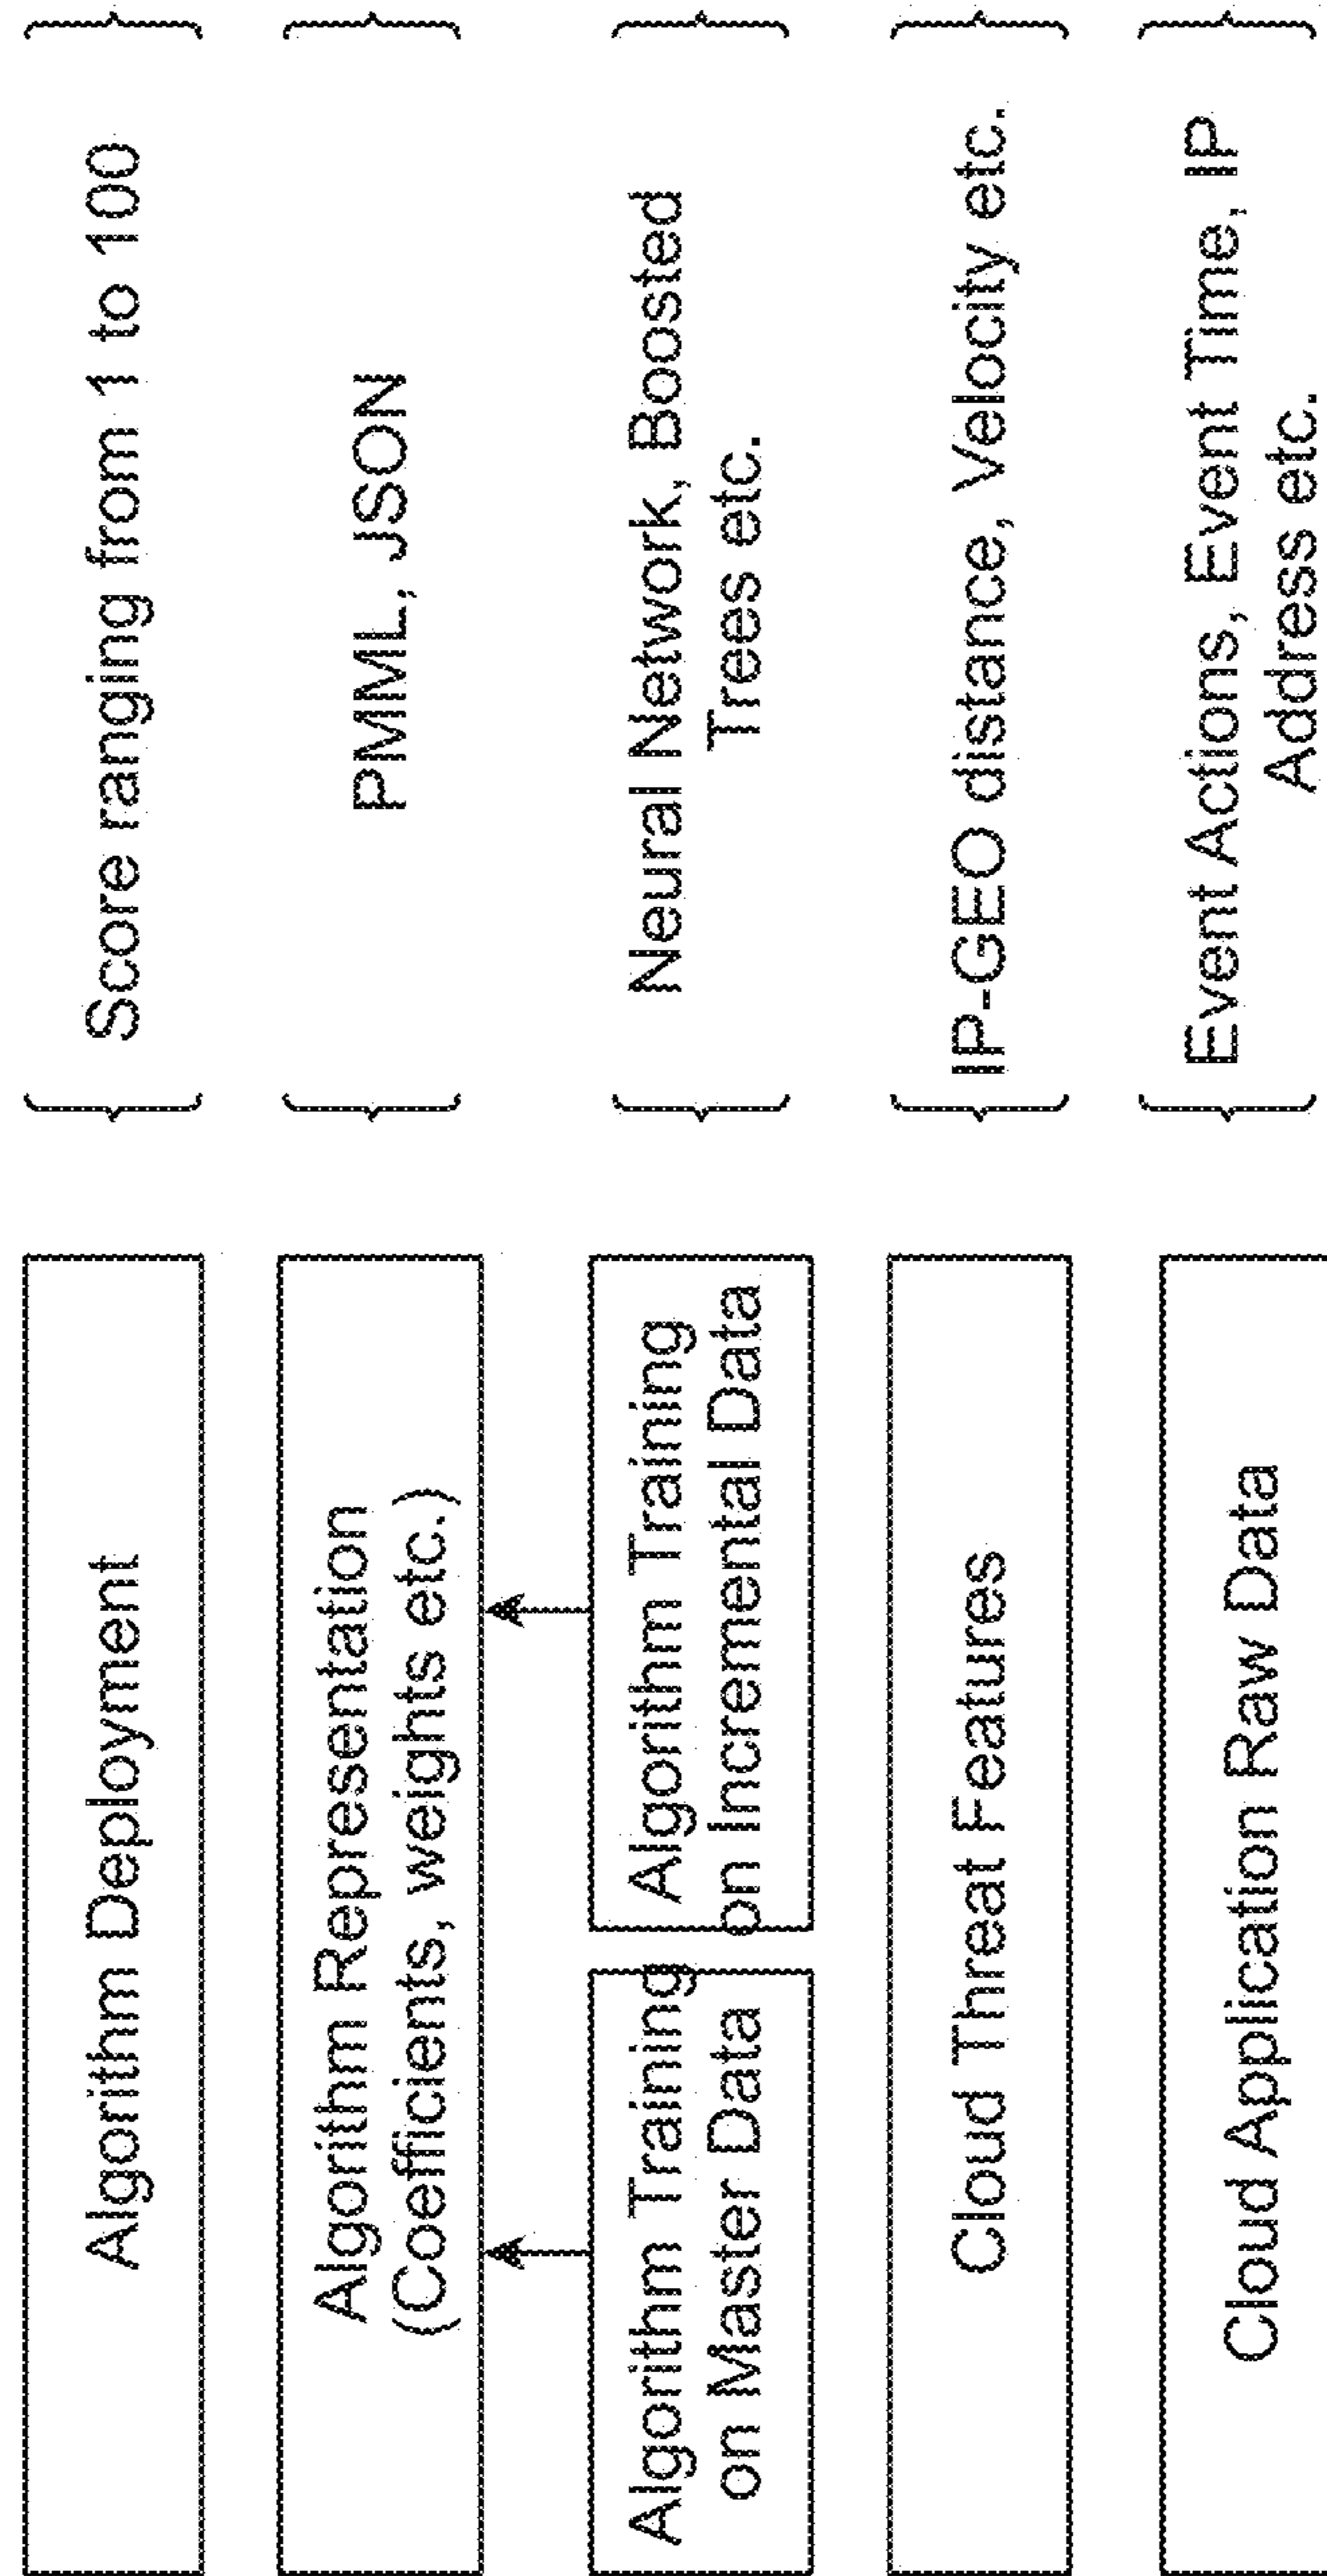 Algorithm Deployment
Score ranging from 1 to 100
Algorithm Representation
(Coefficients, weights etc.)
PMML, JSON
Algorithm Training
on Master Data
Algorithm Training
on Incremental Data
Neural Network, Boosted
Trees etc.
Cloud Threat Features
IP-GEO distance, Velocity etc.
Cloud Application Raw Data
Event Actions, Event Time, IP
Address etc.